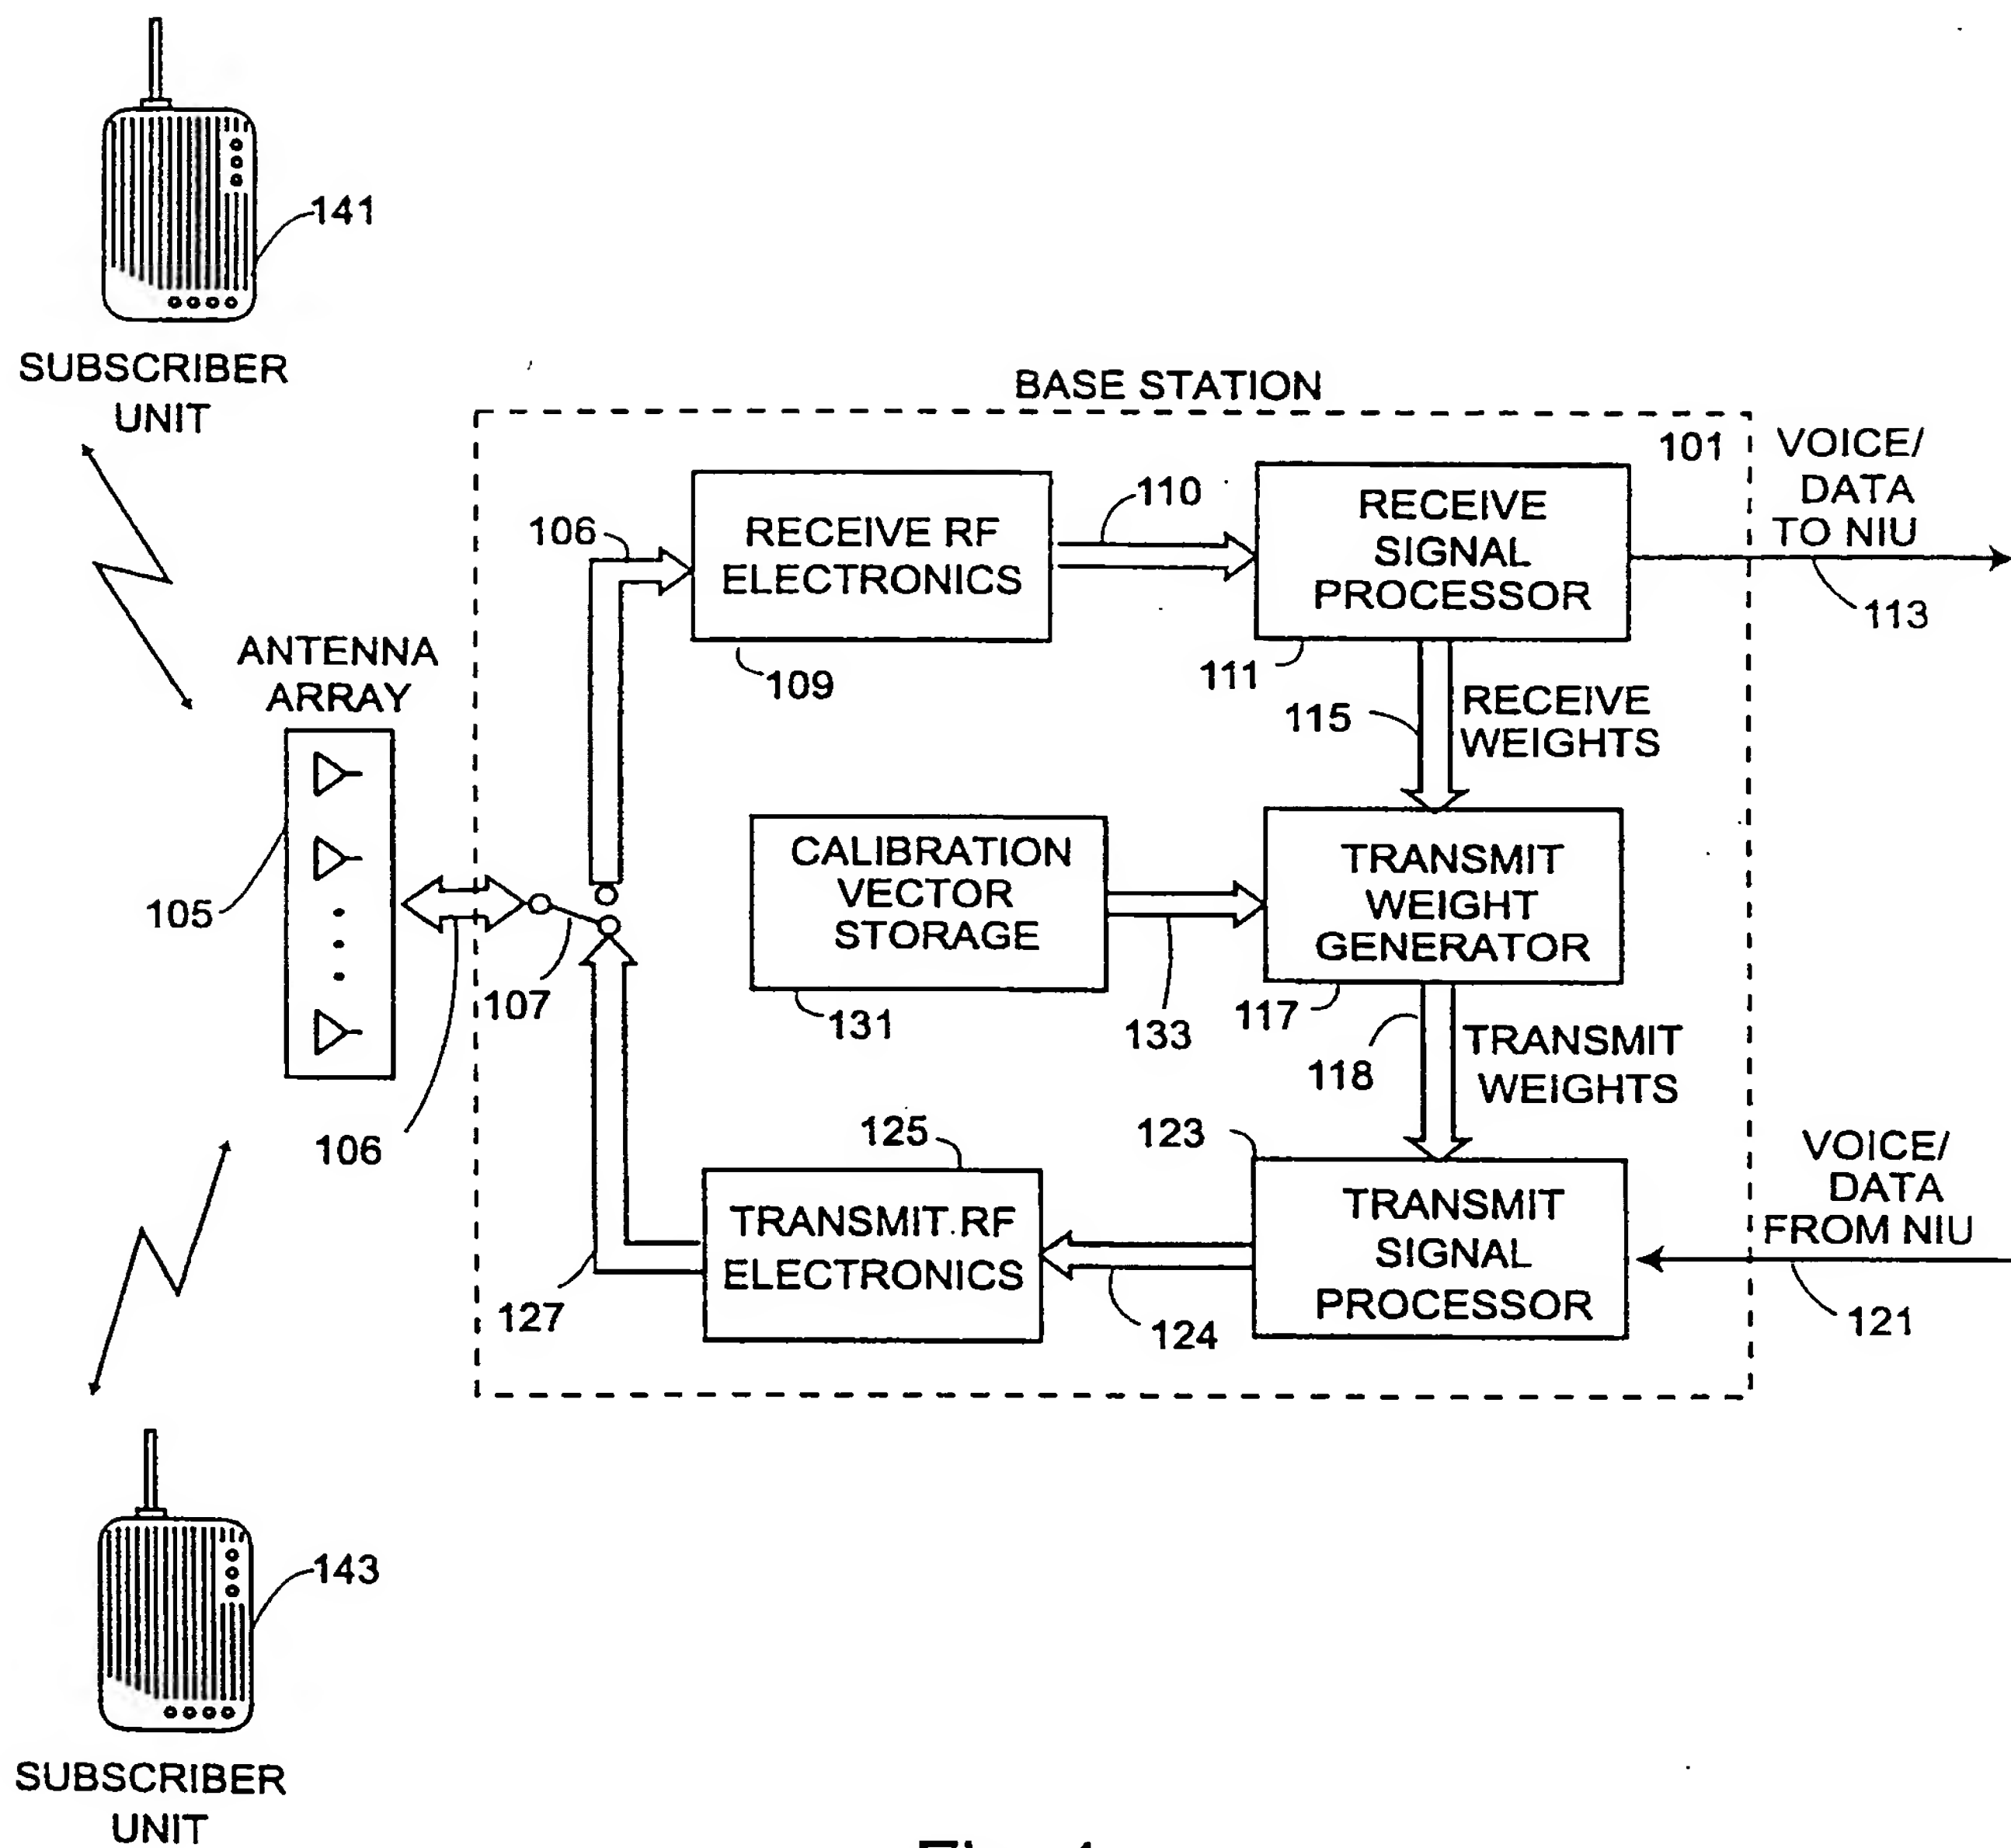 141
SUBSCRIBER
UNIT
BASE STATION
101
VOICE/
DATA
TO NIU
113
106
RECEIVE RF
ELECTRONICS
109
110
RECEIVE
SIGNAL
PROCESSOR
111
115
RECEIVE
WEIGHTS
ANTENNA
ARRAY
105
106
107
CALIBRATION
VECTOR
STORAGE
131
133
TRANSMIT
WEIGHT
GENERATOR
117
118
TRANSMIT
WEIGHTS
125
TRANSMIT RF
ELECTRONICS
127
124
123
TRANSMIT
SIGNAL
PROCESSOR
VOICE/
DATA
FROM NIU
121
143
SUBSCRIBER
UNIT